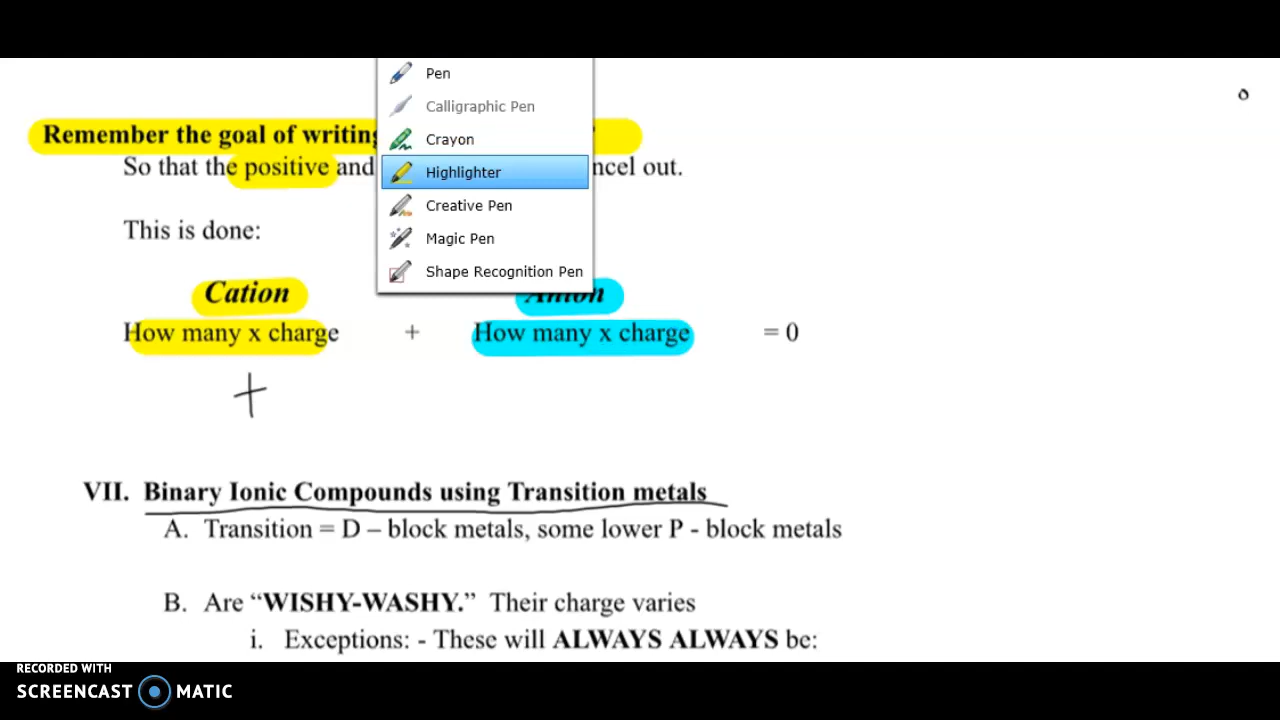 Pen
Calligraphic Pen
Crayon
Highlighter
Creative Pen
Magic Pen
Shape Recognition Pen
Remember the goal of writing
So that the positive and ncel out.
This is done:
Cation Anion
How many x charge + How many x charge = 0
+
VII. Binary Ionic Compounds using Transition metals
A. Transition = D – block metals, some lower P - block metals
B. Are “WISHY-WASHY.” Their charge varies
i. Exceptions: - These will ALWAYS ALWAYS be:
RECORDED WITH
SCREENCAST MATIC